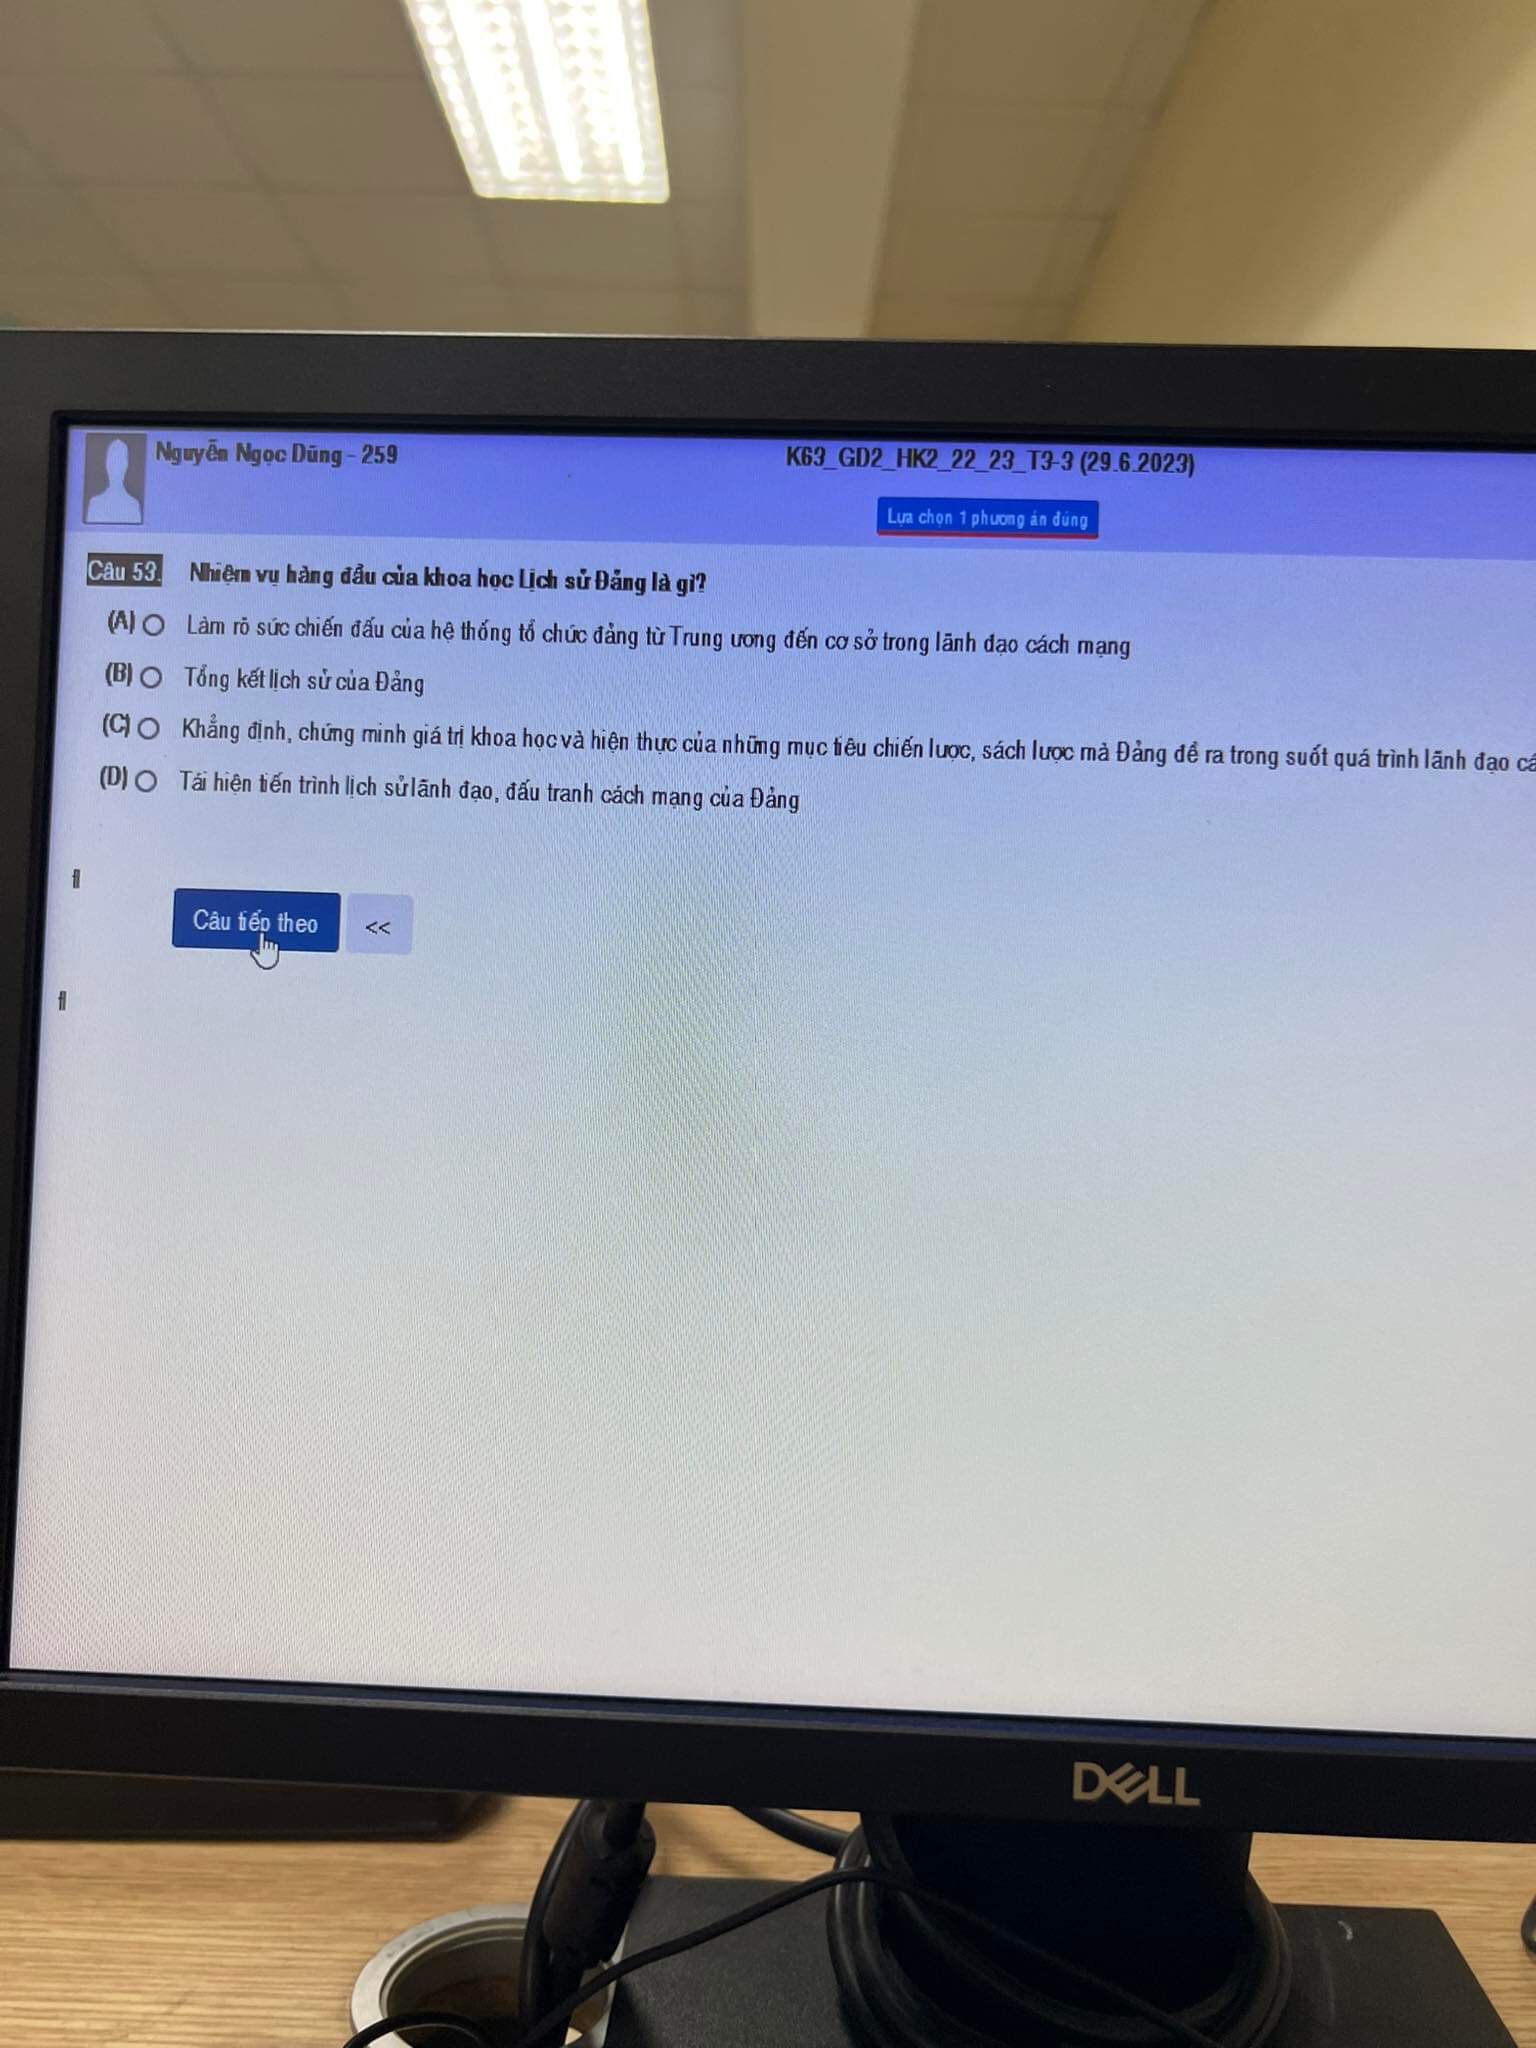 Nguyễn Ngọc Dũng - 259
K63_GD2_HK2_22_23_T3-3 (29.6.2023)
Lựa chọn 1 phương án đúng
Câu 53. Nhiệm vụ hàng đầu của khoa học Lịch sử Đảng là gì?
(A) Làm rõ sức chiến đấu của hệ thống tổ chức đảng từ Trung ương đến cơ sở trong lãnh đạo cách mạng
(B) Tổng kết lịch sử của Đảng
(C) Khẳng định, chứng minh giá trị khoa học và hiện thực của những mục tiêu chiến lược, sách lược mà Đảng đề ra trong suốt quá trình lãnh đạo cá
(D) Tái hiện tiến trình lịch sử lãnh đạo, đấu tranh cách mạng của Đảng
Câu tiếp theo <<
DELL